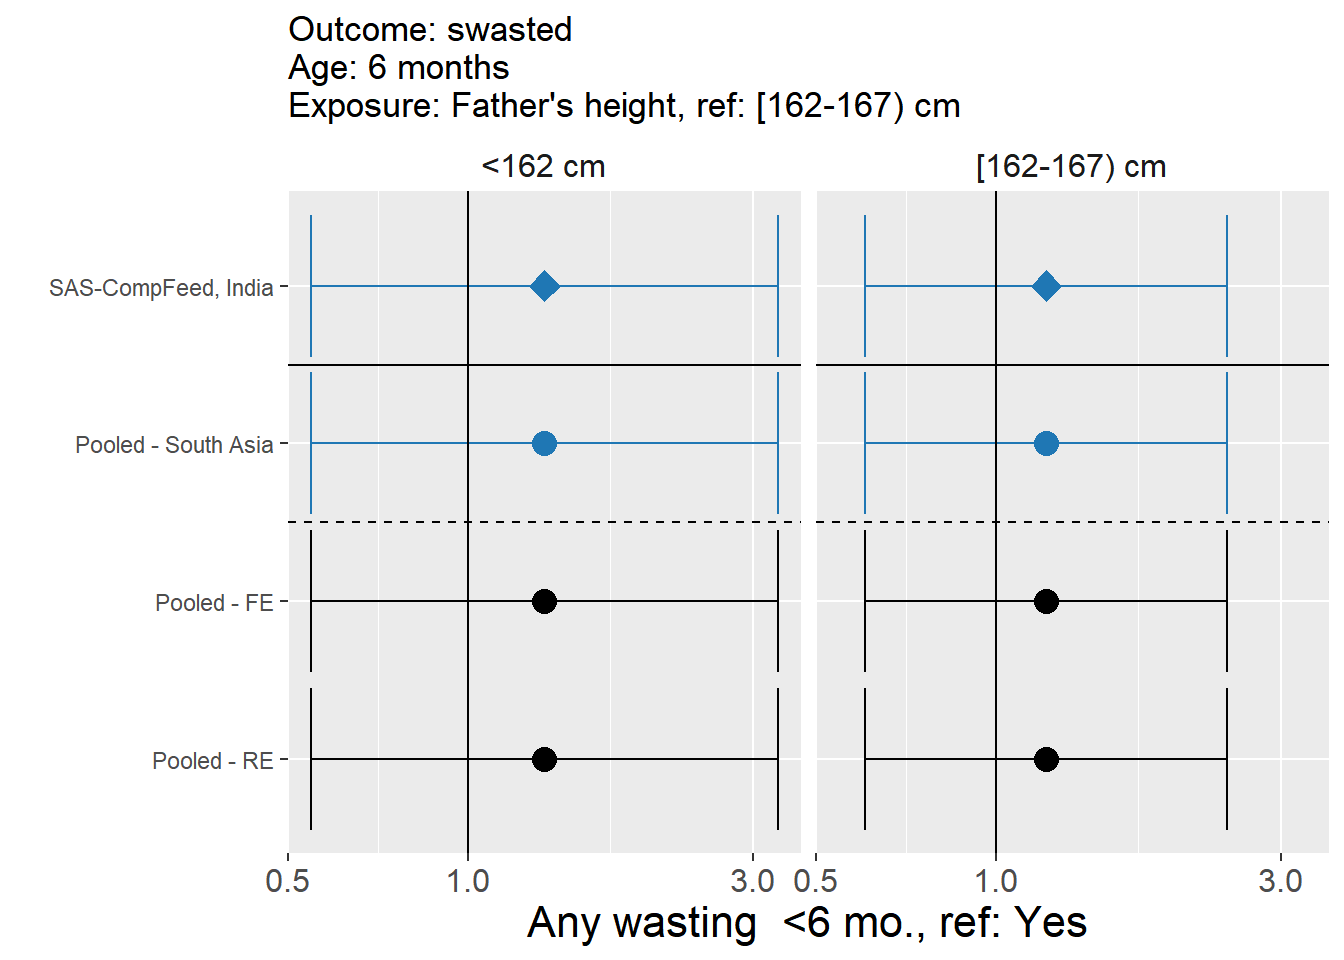 Outcome: swasted
Age: 6 months
Exposure: Father's height, ref: [162-167) cm
<162 cm
[162-167) cm
SAS-CompFeed, India
Pooled - South Asia
Pooled - FE
Pooled - RE
0.5 1.0 3.0 0.5 1.0 3.0
Any wasting  <6 mo., ref: Yes